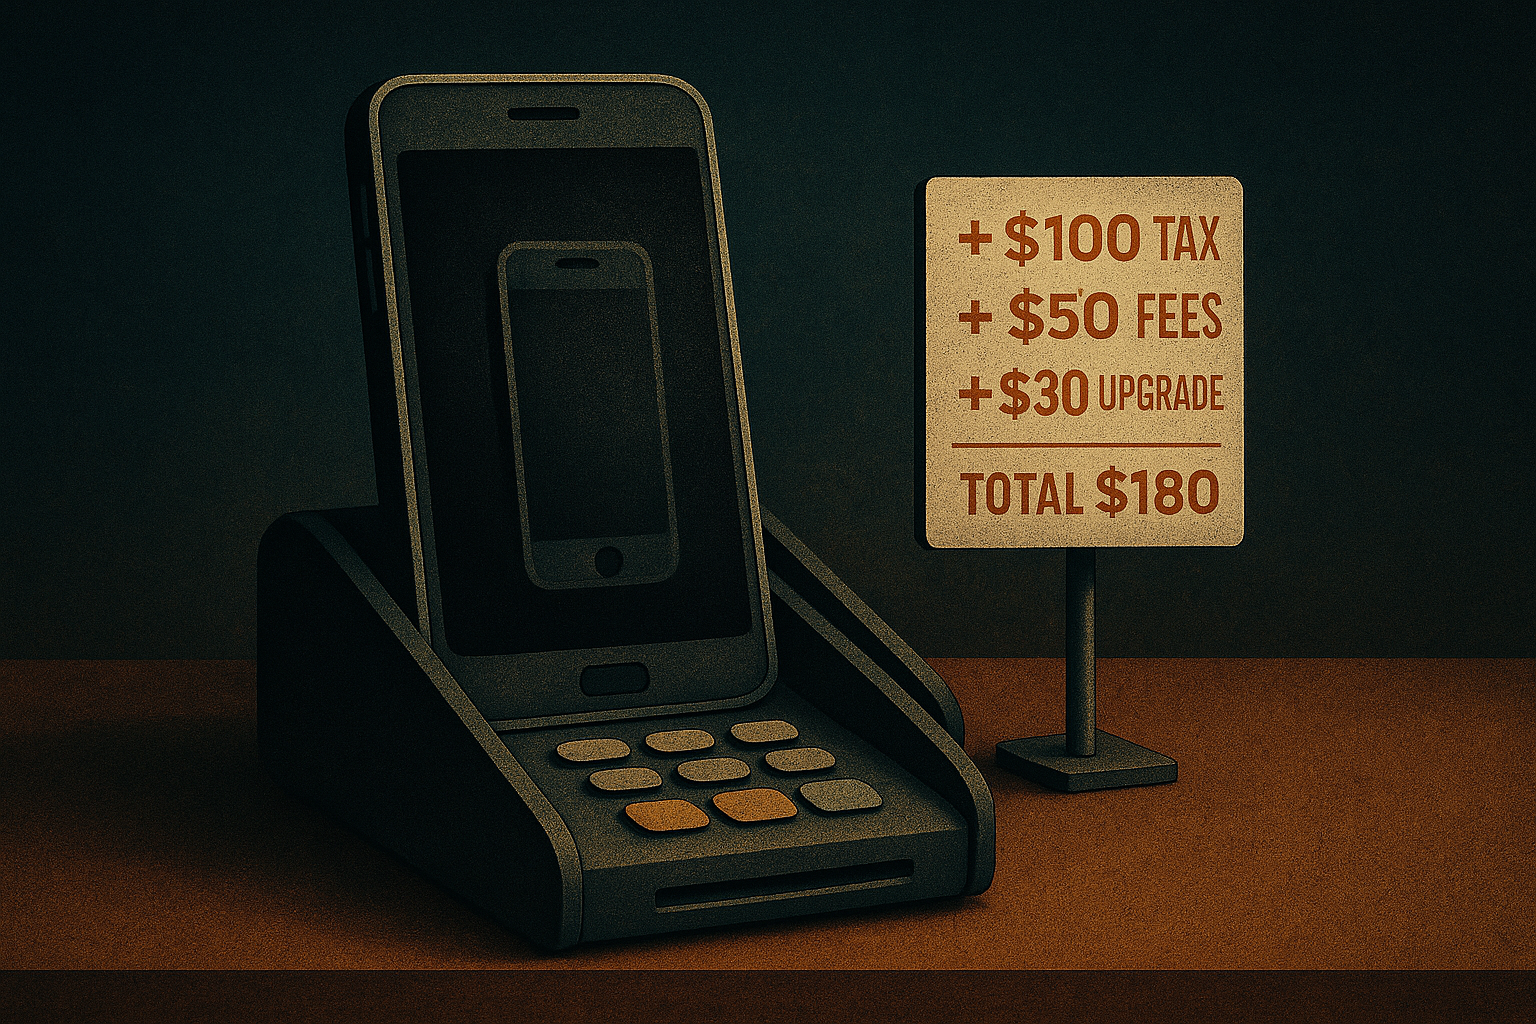 + $100 TAX
+ $50 FEES
+ $30 UPGRADE
TOTAL $180